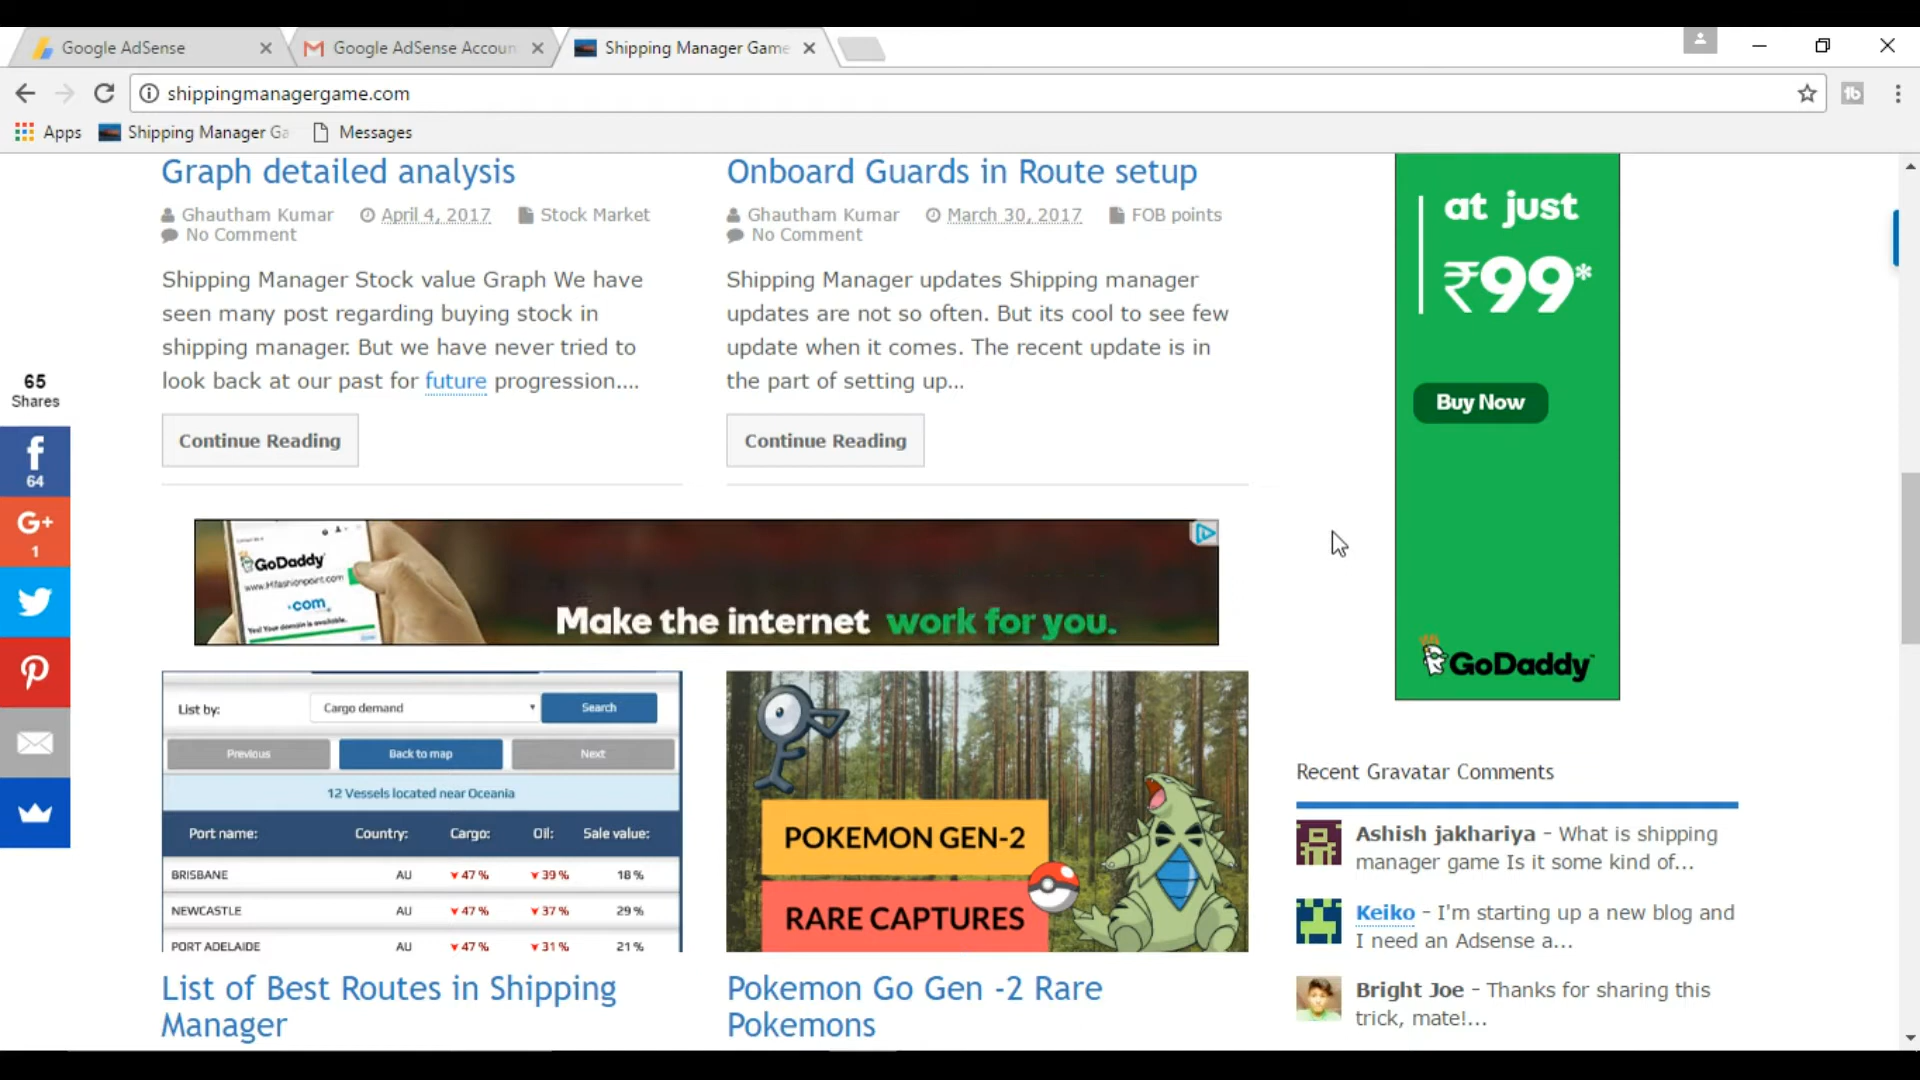 Google AdSense
Google AdSense Accoun
Shipping Manager Game
shippingmanagergame.com
Apps
Shipping Manager Ga
Messages
Graph detailed analysis
Ghautham Kumar April 4, 2017 Stock Market
No Comment
Shipping Manager Stock value Graph We have
seen many post regarding buying stock in
shipping manager. But we have never tried to
look back at our past for future progression....
Continue Reading
Onboard Guards in Route setup
Ghautham Kumar March 30, 2017 FOB points
No Comment
Shipping Manager updates Shipping manager
updates are not so often. But its cool to see few
update when it comes. The recent update is in
the part of setting up...
Continue Reading
at just
₹99*
Buy Now
GoDaddy
65
Shares
64
G+
1
GoDaddy
.com
Yes! Your domain is available.
Make the internet work for you.
List by:
Cargo demand
Search
Previous
Back to map
Next
12 Vessels located near Oceania
Port name: Country: Cargo: Oil: Sale value:
BRISBANE AU 47 % 39 % 18 %
NEWCASTLE AU 47 % 37 % 29 %
PORT ADELAIDE AU 47 % 31 % 21 %
List of Best Routes in Shipping
Manager
POKEMON GEN-2
RARE CAPTURES
Pokemon Go Gen -2 Rare
Pokemons
Recent Gravatar Comments
Ashish jakhariya - What is shipping
manager game Is it some kind of...
Keiko - I'm starting up a new blog and
I need an Adsense a...
Bright Joe - Thanks for sharing this
trick, mate!...